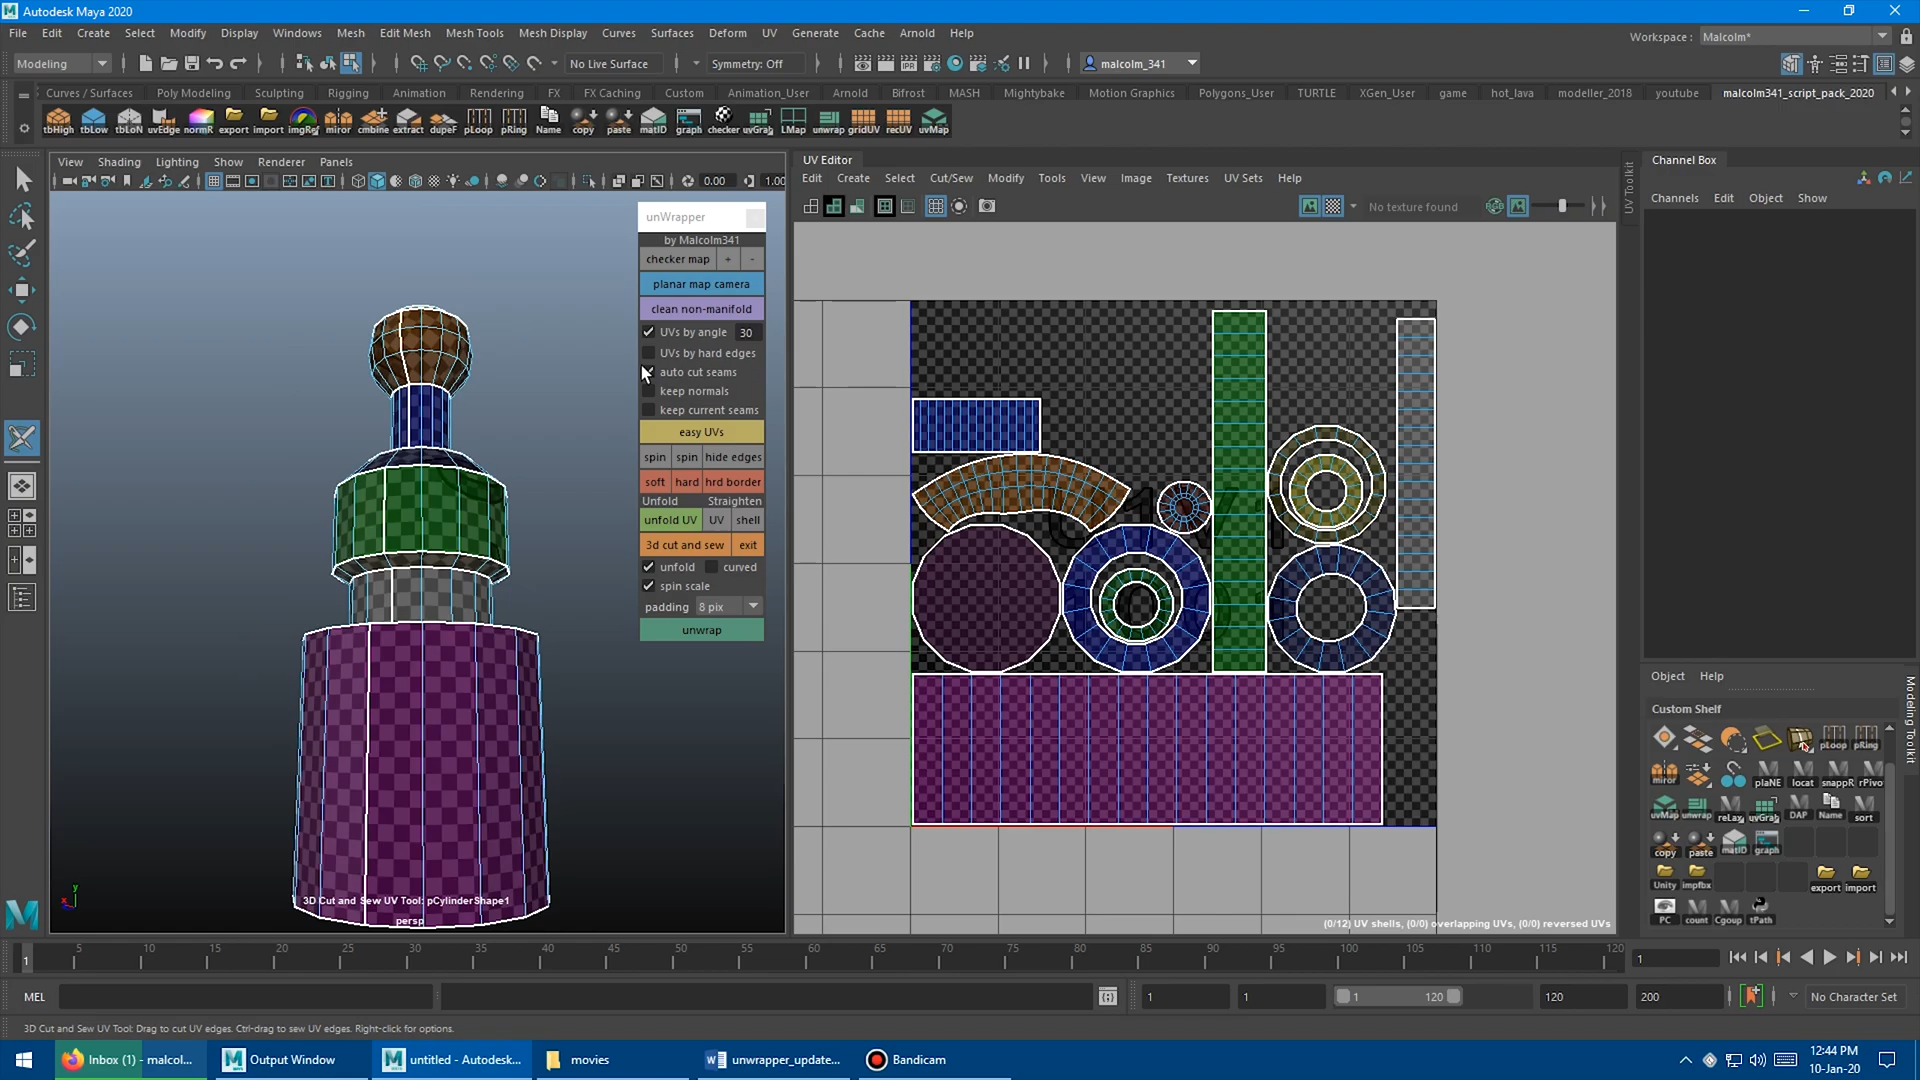 Autodesk Maya 2020
File Edit Create Select Modify Display Windows Mesh Edit Mesh Mesh Tools Mesh Display Curves Surfaces Deform UV Generate Cache Arnold Help
Workspace : Malcolm*
Modeling No Live Surface Symmetry: Off malcolm_341
Curves / Surfaces Poly Modeling Sculpting Rigging Animation Rendering FX FX Caching Custom Animation_User Arnold Bifrost MASH Mightybake Motion Graphics Polygons_User TURTLE XGen_User game hot_lava modeller_2018 youtube malcolm341_script_pack_2020
tbHigh tbLow tbLoN uvEdge normR export import imgRef mirror cmbine extract dupeF pLoop pRing Name copy paste matID graph checker uvGraj LMap unwrap gridUV recUV uvMap
View Shading Lighting Show Renderer Panels
0.00 1.00
unWrapper
by Malcolm341
checker map + -
planar map camera
clean non-manifold
UVs by angle 30
UVs by hard edges
auto cut seams
keep normals
keep current seams
easy UVs
spin spin hide edges
soft hard hrd border
Unfold Straighten
unfold UV UV shell
3d cut and sew exit
unfold curved
spin scale
padding 8 pix
unwrap
3D Cut and Sew UV Tool: pCylinderShape1
persp
y
x
UV Editor
Edit Create Select Cut/Sew Modify Tools View Image Textures UV Sets Help
No texture found
(0/12) UV shells, (0/0) overlapping UVs, (0/0) reversed UVs
UV Toolkit
Channel Box
Channels Edit Object Show
Object Help
Custom Shelf
pLoop pRing
mirror plaNE locat snappR rPivo
uvMap unwrap reLax uvGraj DAP Name sort
copy paste matID graph
Unity impfbx export import
PC count Cgoup tPath
Modeling Toolkit
1 5 10 15 20 25 30 35 40 45 50 55 60 65 70 75 80 85 90 95 100 105 110 115 120 1
MEL 1 1 1 120 120 200 No Character Set
3D Cut and Sew UV Tool: Drag to cut UV edges. Ctrl-drag to sew UV edges. Right-click for options.
Inbox (1) - malcol... Output Window untitled - Autodesk... movies unwrapper_update... Bandicam
12:44 PM
10-Jan-20